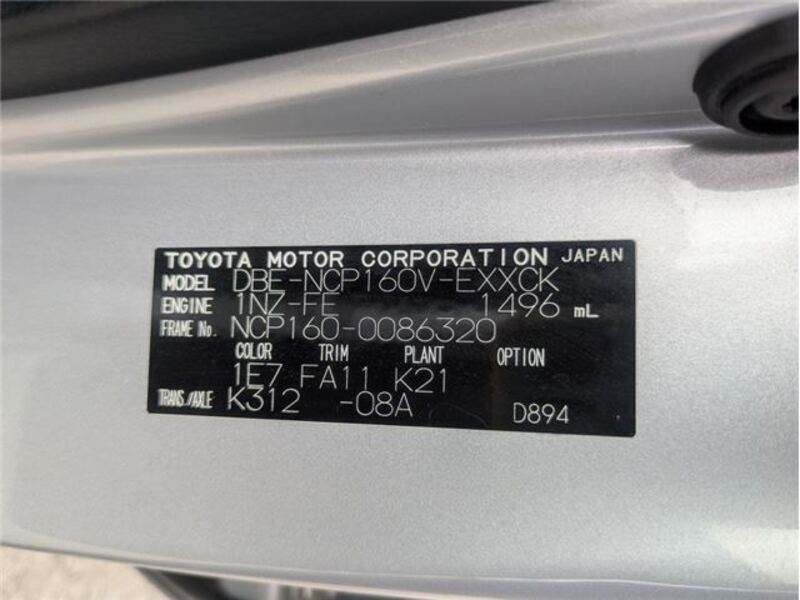 TOYOTA MOTOR CORPORATION JAPAN
MODEL DBE-NCP160V-EXXCK
ENGINE 1NZ-FE 1496 mL
FRAME No. NCP160-0086320
COLOR TRIM PLANT OPTION
1E7 FA11 K21
TRANS./AXLE K312 -08A D894